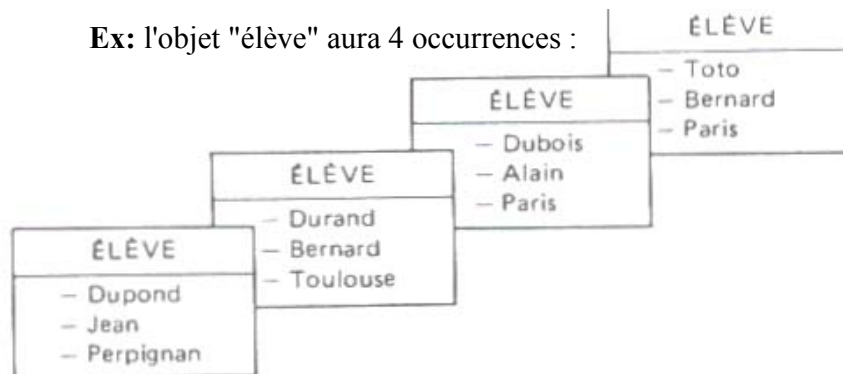 Ex: l'objet "élève" aura 4 occurrences :
ÉLÈVE
– Toto
– Bernard
– Paris
ÉLÈVE
– Dubois
– Alain
– Paris
ÉLÈVE
– Durand
– Bernard
– Toulouse
ÉLÈVE
– Dupond
– Jean
– Perpignan